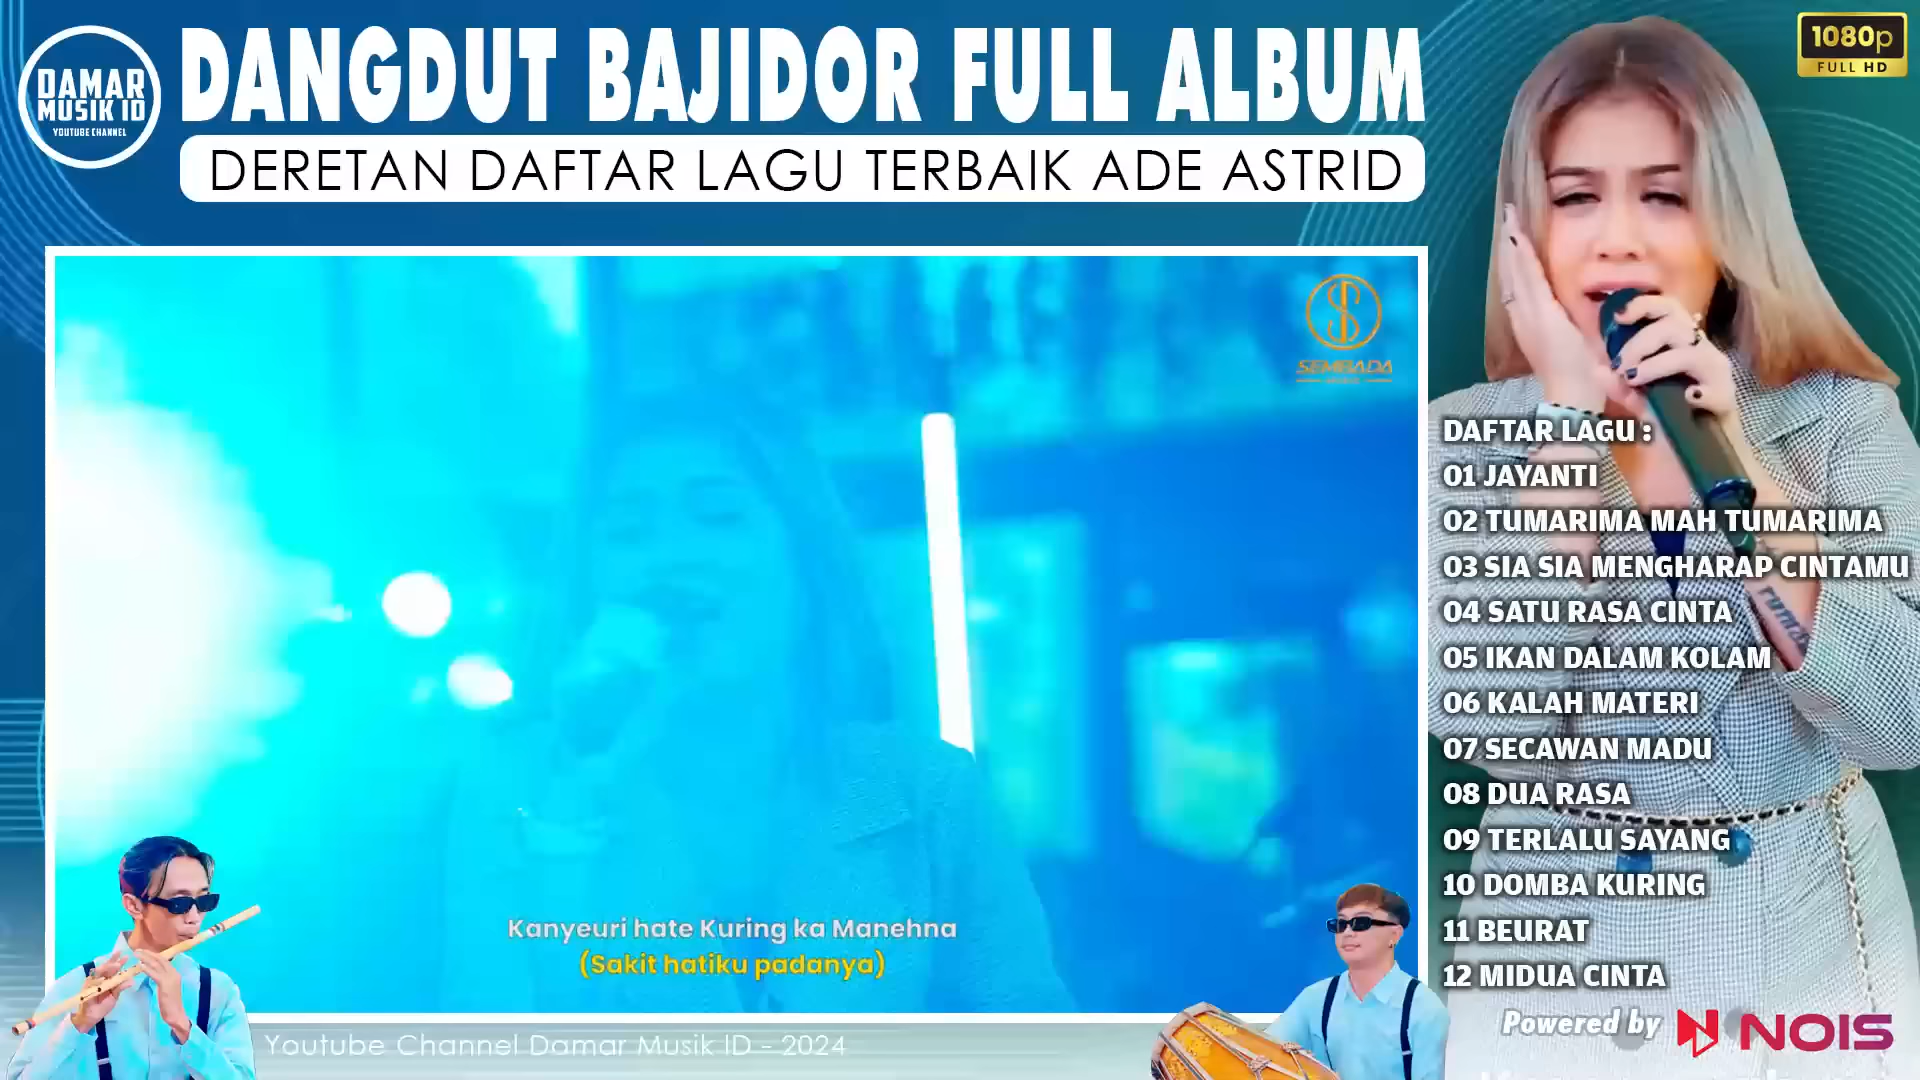 DAMAR
MUSIK ID
YOUTUBE CHANNEL
DANGDUT BAJIDOR FULL ALBUM
DERETAN DAFTAR LAGU TERBAIK ADE ASTRID
1080p
FULL HD
SEMBADA
DAFTAR LAGU :
01 JAYANTI
02 TUMARIMA MAH TUMARIMA
03 SIA SIA MENGHARAP CINTAMU
04 SATU RASA CINTA
05 IKAN DALAM KOLAM
06 KALAH MATERI
07 SECAWAN MADU
08 DUA RASA
09 TERLALU SAYANG
10 DOMBA KURING
11 BEURAT
12 MIDUA CINTA
Kanyeuri hate Kuring ka Manehna
(Sakit hatiku padanya)
Powered by NOIS
Youtube Channel Damar Musik ID - 2024